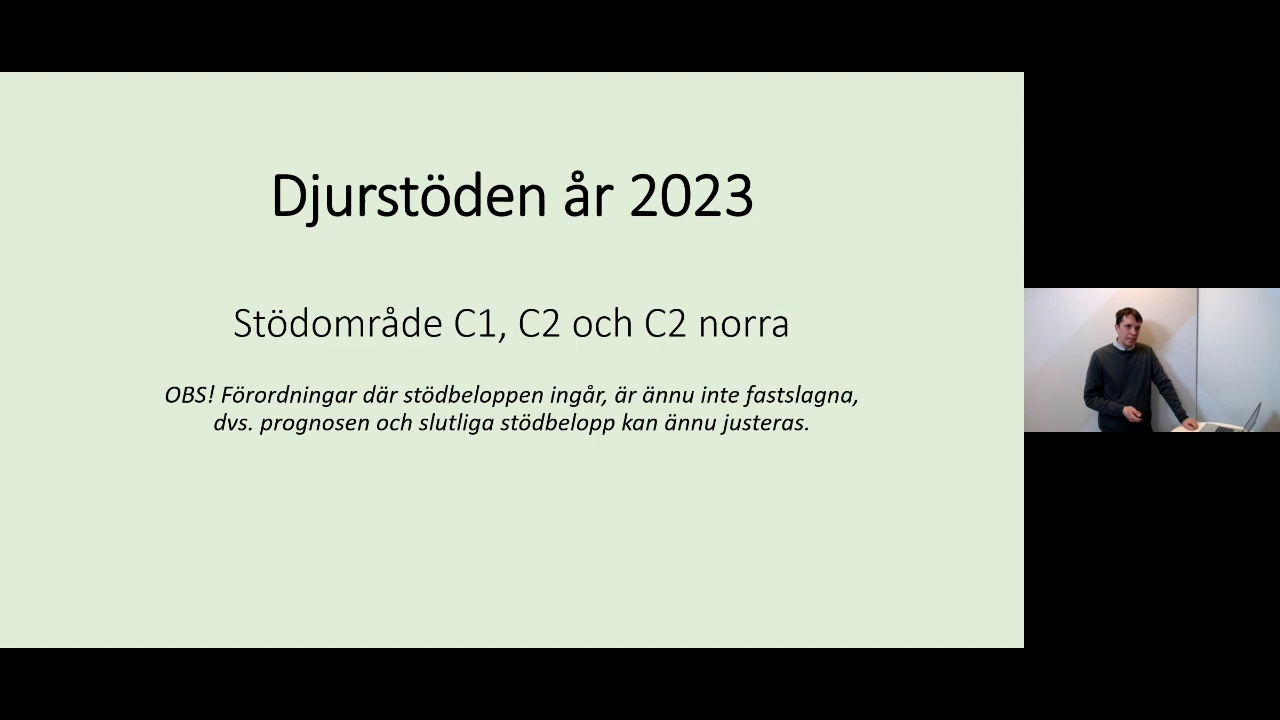 Djurstöden år 2023
Stödområde C1, C2 och C2 norra
OBS! Förordningar där stödbeloppen ingår, är ännu inte fastslagna,
dvs. prognosen och slutliga stödbelopp kan ännu justeras.